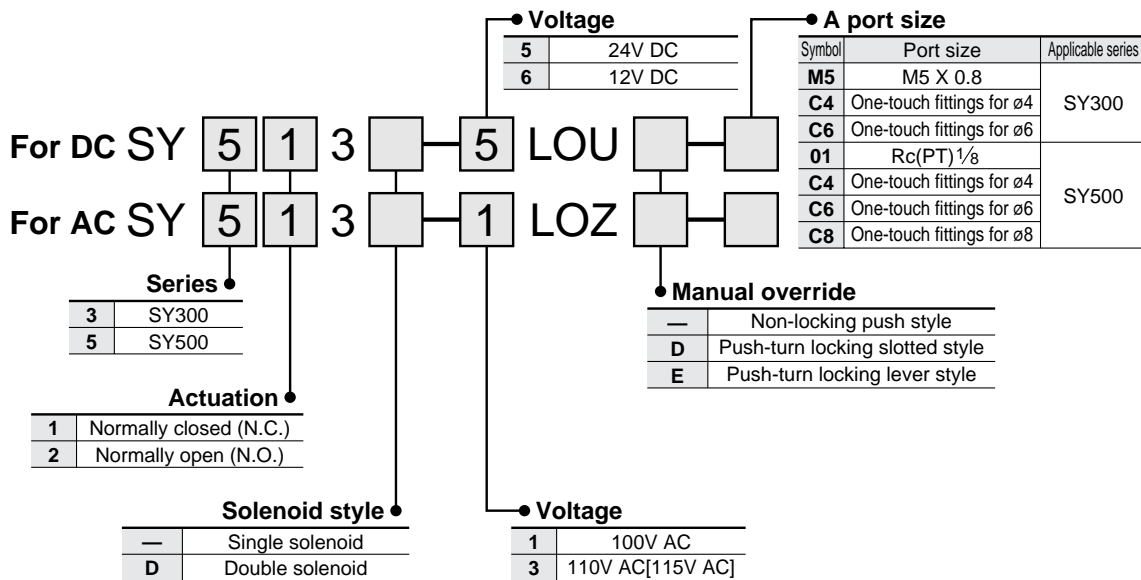 Voltage
5 24V DC
6 12V DC
A port size
Symbol Port size Applicable series
M5 M5 X 0.8
C4 One-touch fittings for ø4
C6 One-touch fittings for ø6
SY300
01 Rc(PT)⅛
C4 One-touch fittings for ø4
C6 One-touch fittings for ø6
C8 One-touch fittings for ø8
SY500
For DC SY 5 1 3 – 5 LOU –
For AC SY 5 1 3 – 1 LOZ –
Series
3 SY300
5 SY500
Manual override
— Non-locking push style
D Push-turn locking slotted style
E Push-turn locking lever style
Actuation
1 Normally closed (N.C.)
2 Normally open (N.O.)
Solenoid style
— Single solenoid
D Double solenoid
Voltage
1 100V AC
3 110V AC[115V AC]